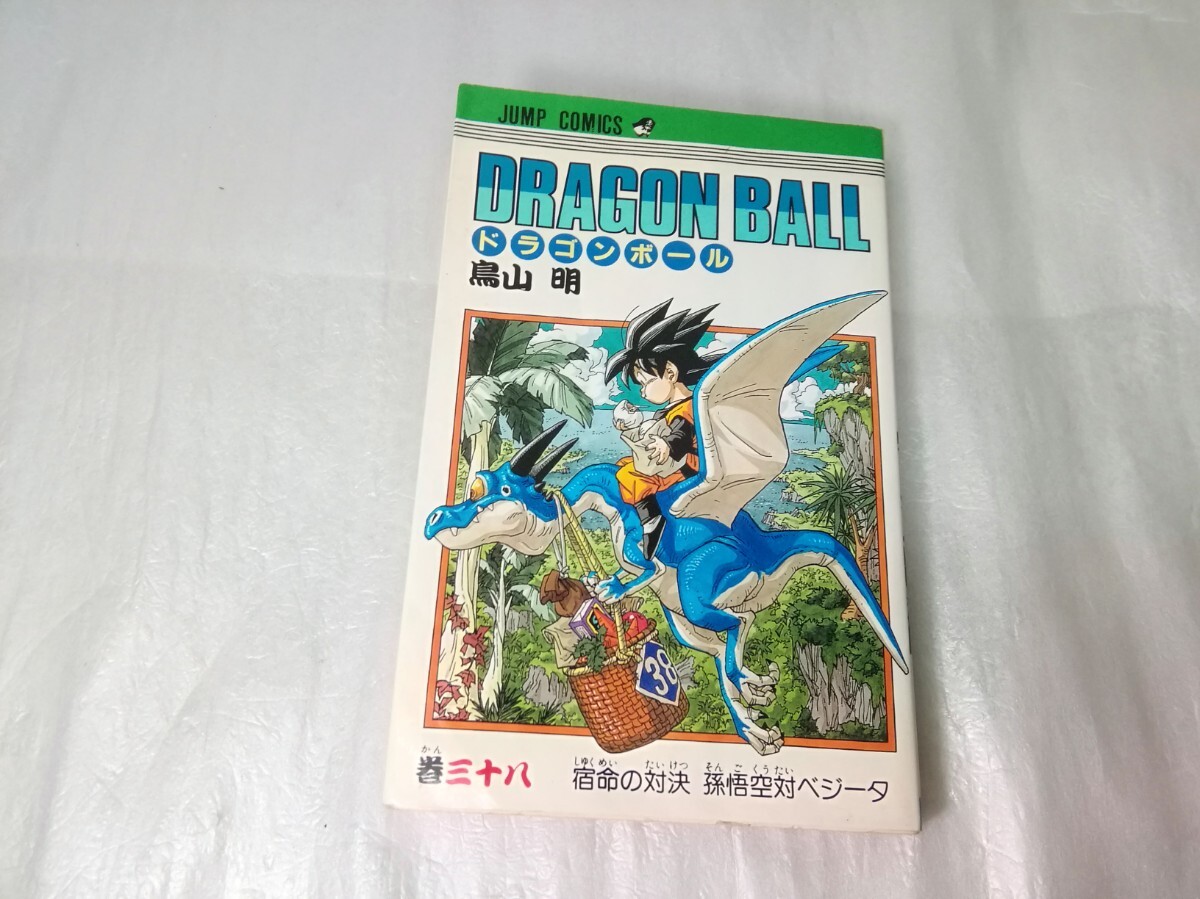 JUMP COMICS
DRAGON BALL
ドラゴンボール
鳥山 明
38
かん
巻三十八
しゅくめい たいけつ そんごくうたい
宿命の対決 孫悟空対ベジータ